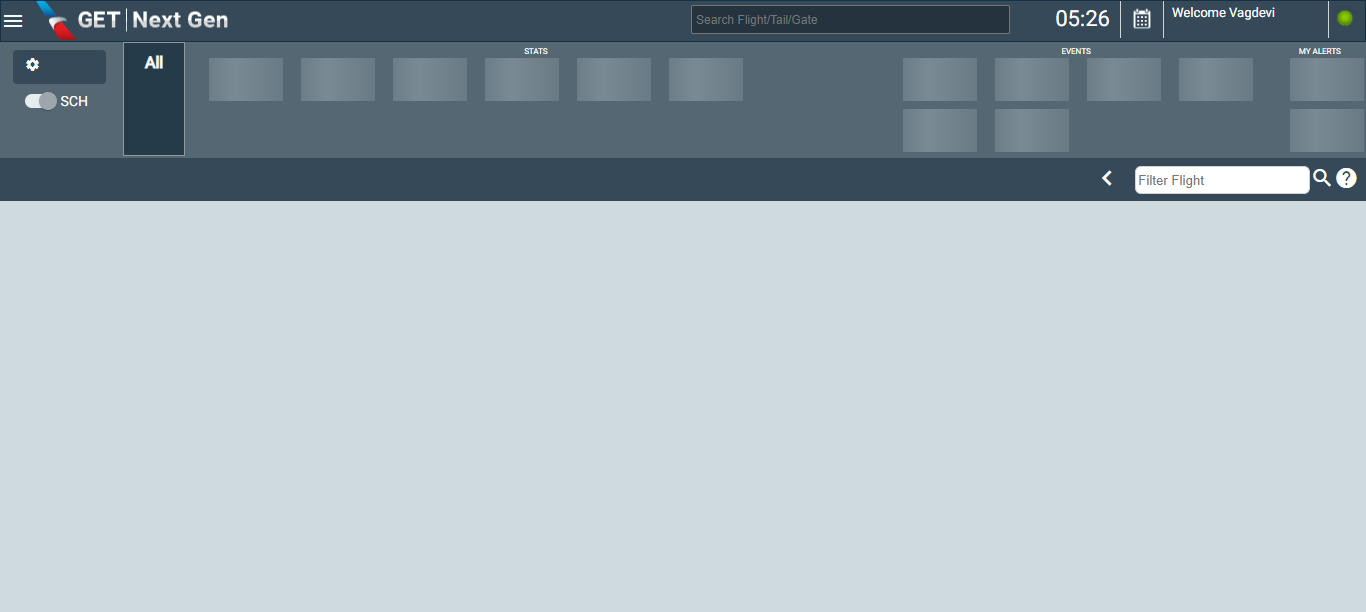 GET | Next Gen
Search Flight/Tail/Gate
05:26
Welcome Vagdevi
SCH
All
STATS
EVENTS
MY ALERTS
Filter Flight
?